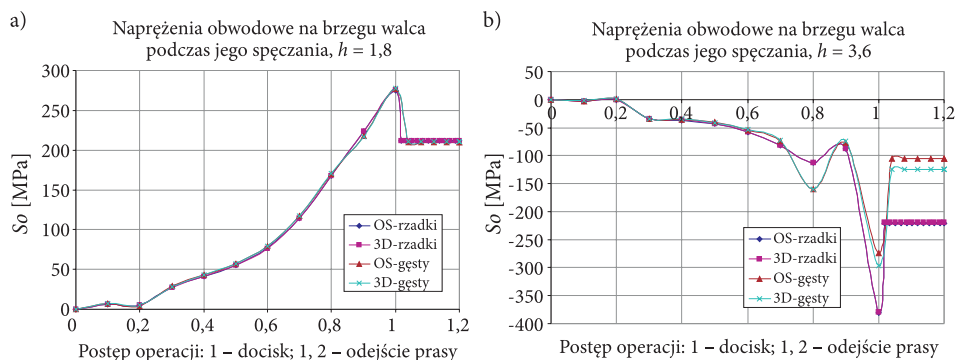 a)
Naprężenia obwodowe na brzegu walca
podczas jego spęczania, h = 1,8
300
250
200
150
100
50
0
So [MPa]
0 0,2 0,4 0,6 0,8 1 1,2
OS-rzadki
3D-rzadki
OS-gęsty
3D-gęsty
Postęp operacji: 1 – docisk; 1, 2 – odejście prasy
b)
Naprężenia obwodowe na brzegu walca
podczas jego spęczania, h = 3,6
50
0
-50
-100
-150
-200
-250
-300
-350
-400
So [MPa]
0 0,2 0,4 0,6 0,8 1 1,2
OS-rzadki
3D-rzadki
OS-gęsty
3D-gęsty
Postęp operacji: 1 – docisk; 1, 2 – odejście prasy